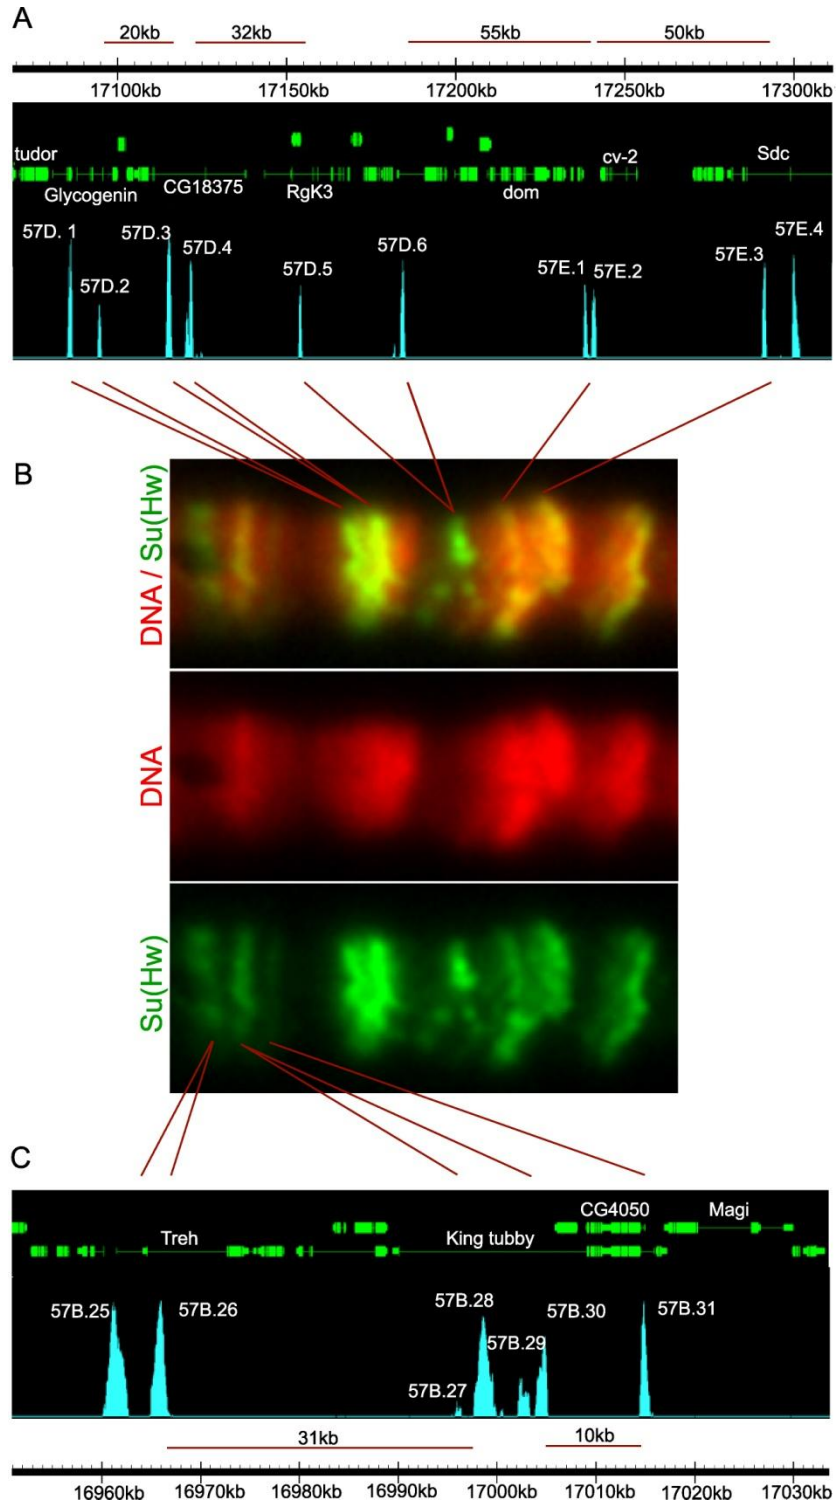 A
20kb 32kb 55kb 50kb
17100kb 17150kb 17200kb 17250kb 17300kb
tudor Glycogenin CG18375 RgK3 dom cv-2 Sdc
57D. 1 57D.2 57D.3 57D.4 57D.5 57D.6 57E.1 57E.2 57E.3 57E.4
B
DNA / Su(Hw)
DNA
Su(Hw)
C
CG4050 Magi
Treh King tubby
57B.25 57B.26 57B.27 57B.28 57B.29 57B.30 57B.31
31kb 10kb
16960kb 16970kb 16980kb 16990kb 17000kb 17010kb 17020kb 17030kb